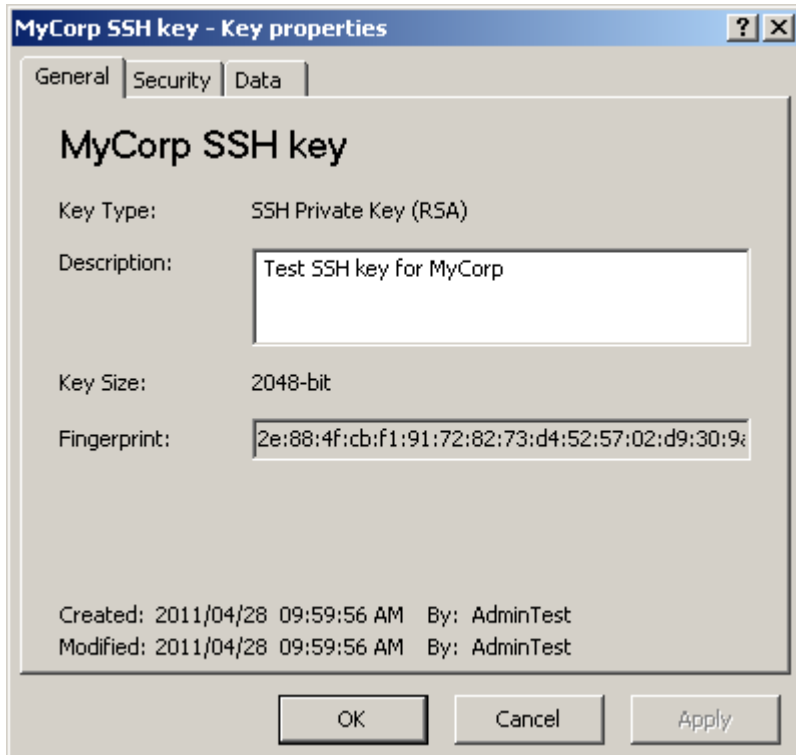 MyCorp SSH key - Key properties
General Security Data
MyCorp SSH key
Key Type: SSH Private Key (RSA)
Description: Test SSH key for MyCorp
Key Size: 2048-bit
Fingerprint: 2e:88:4f:cb:f1:91:72:82:73:d4:52:57:02:d9:30:9a
Created: 2011/04/28 09:59:56 AM By: AdminTest
Modified: 2011/04/28 09:59:56 AM By: AdminTest
OK Cancel Apply